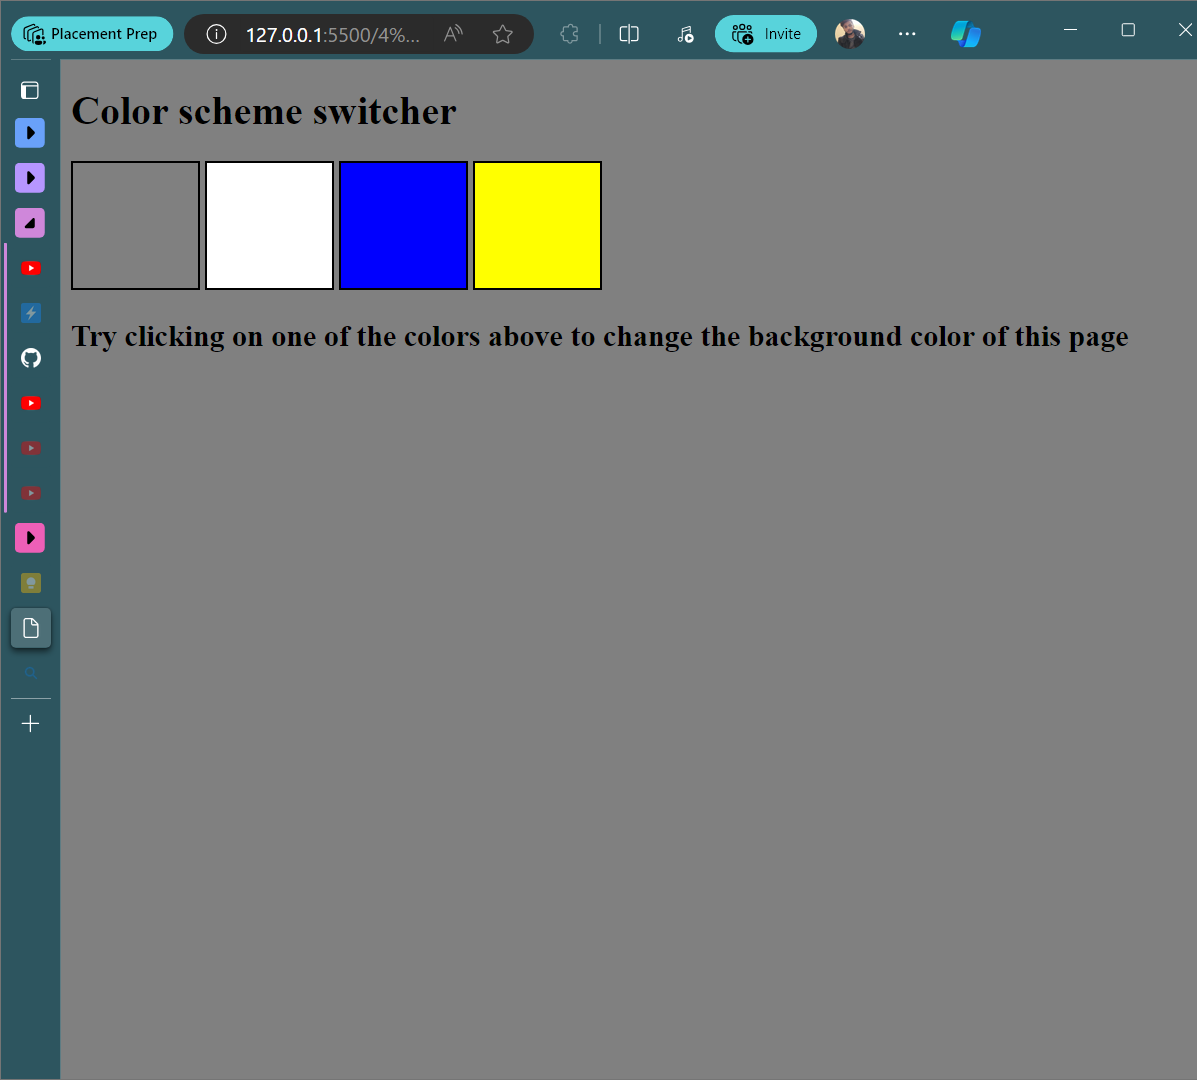 Placement Prep
127.0.0.1:5500/4%...
Invite
Color scheme switcher
Try clicking on one of the colors above to change the background color of this page